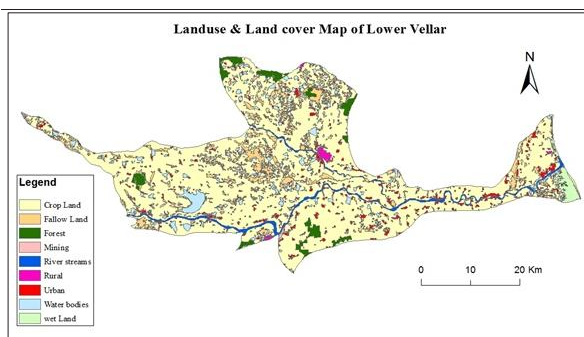 Landuse & Land cover Map of Lower Vellar
N
Legend
Crop Land
Fallow Land
Forest
Mining
River streams
Rural
Urban
Water bodies
wet Land
0 10 20 Km